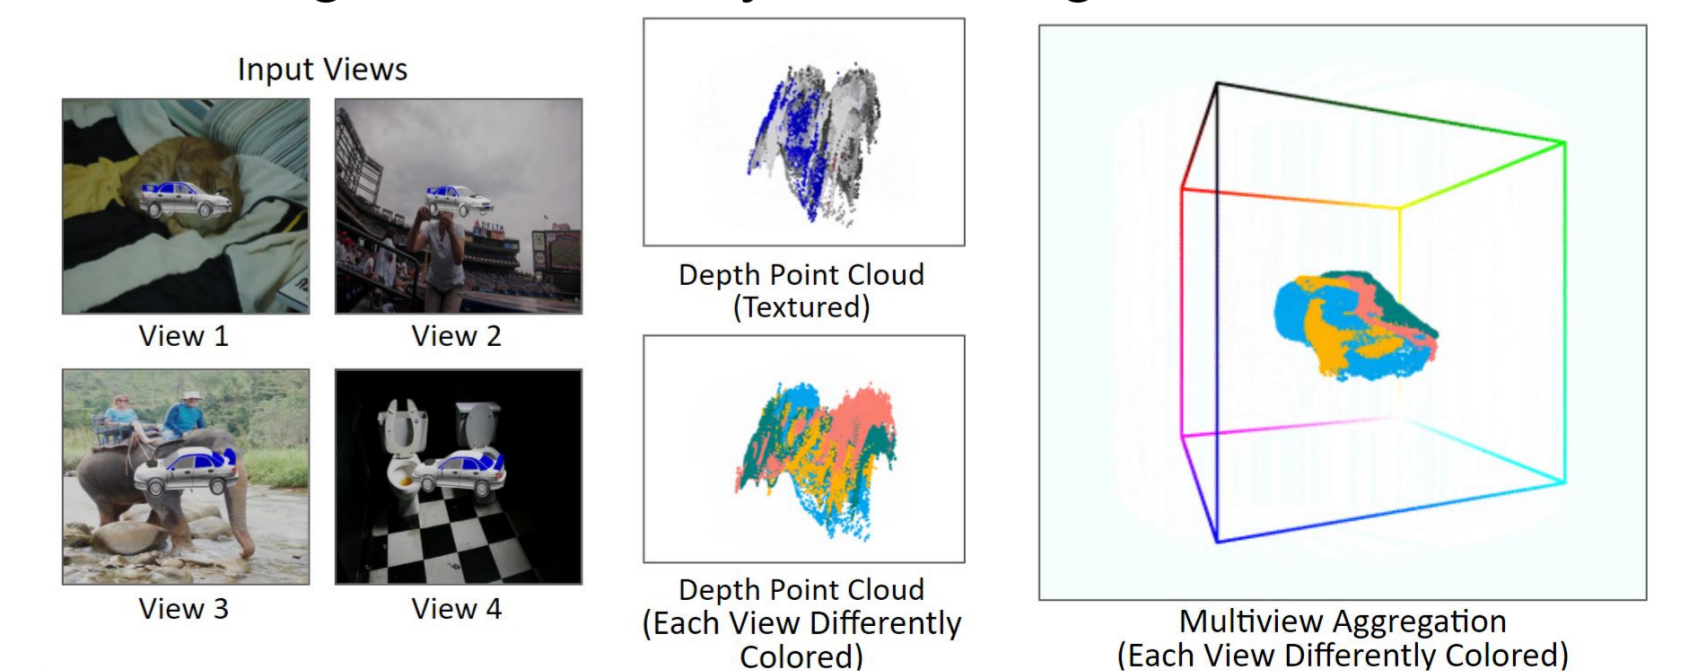 Input Views
View 1
View 2
DELTA
View 3
View 4
Depth Point Cloud
(Textured)
Depth Point Cloud
(Each View Differently
Colored)
Multiview Aggregation
(Each View Differently Colored)